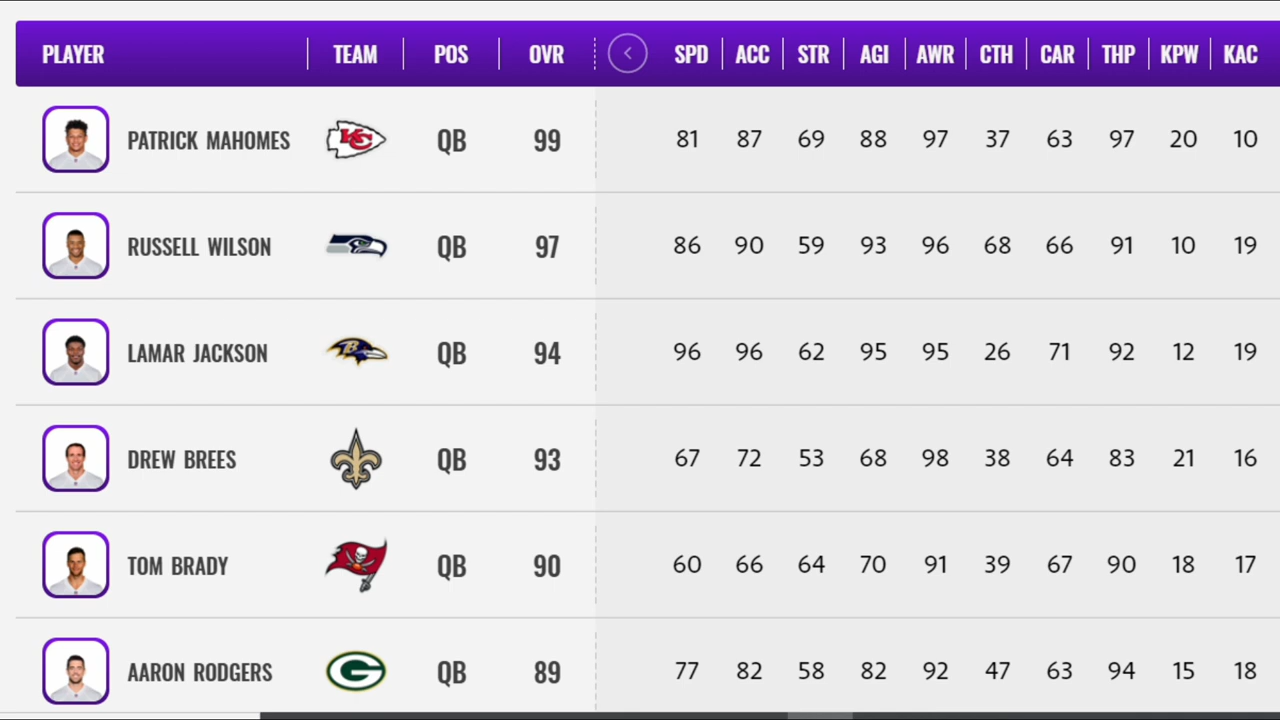 PLAYER TEAM POS OVR SPD ACC STR AGI AWR CTH CAR THP KPW KAC
PATRICK MAHOMES KC QB 99 81 87 69 88 97 37 63 97 20 10
RUSSELL WILSON QB 97 86 90 59 93 96 68 66 91 10 19
LAMAR JACKSON B QB 94 96 96 62 95 95 26 71 92 12 19
DREW BREES QB 93 67 72 53 68 98 38 64 83 21 16
TOM BRADY QB 90 60 66 64 70 91 39 67 90 18 17
AARON RODGERS G QB 89 77 82 58 82 92 47 63 94 15 18